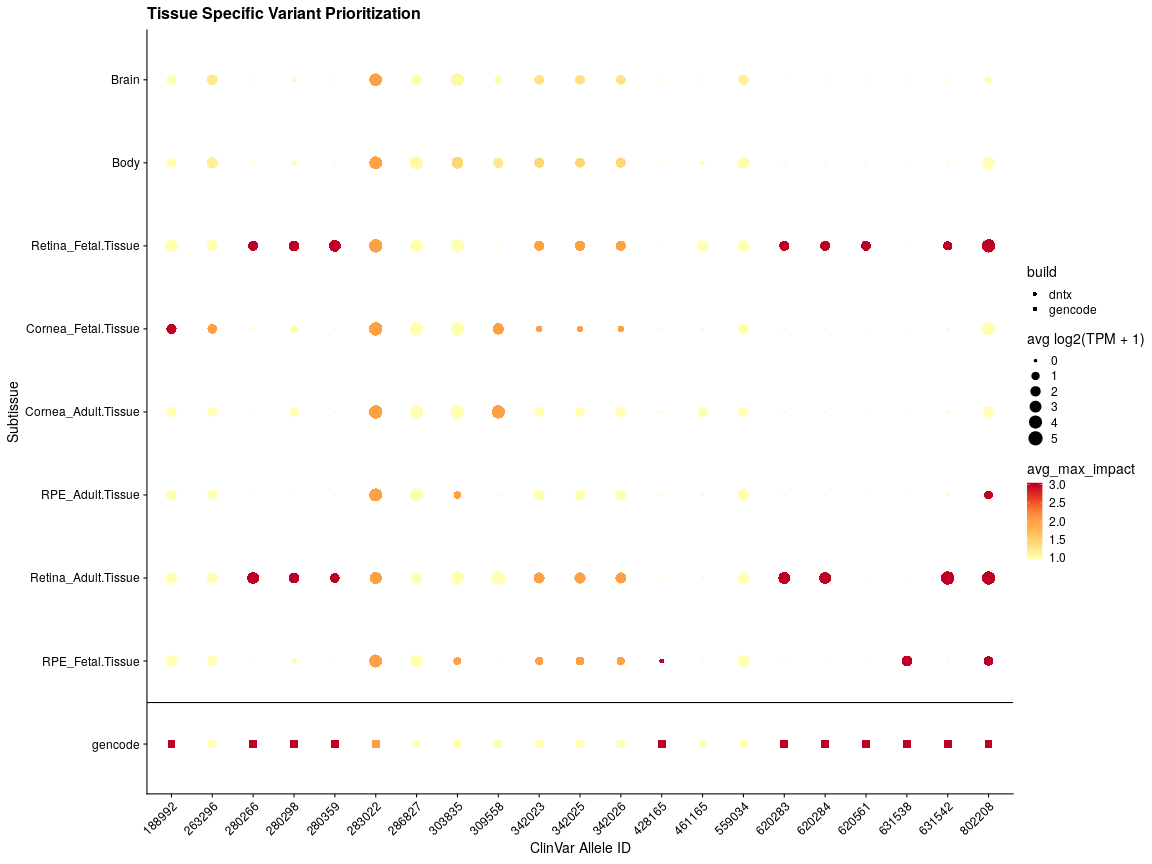 Tissue Specific Variant Prioritization
Subtissue
Brain
Body
Retina_Fetal.Tissue
Cornea_Fetal.Tissue
Cornea_Adult.Tissue
RPE_Adult.Tissue
Retina_Adult.Tissue
RPE_Fetal.Tissue
gencode
188992
263296
280266
280298
280359
283022
286827
303835
309558
342023
342025
342026
428165
461165
559034
620283
620284
620561
631538
631542
802208
ClinVar Allele ID
build
dntx
gencode
avg log2(TPM + 1)
0
1
2
3
4
5
avg_max_impact
3.0
2.5
2.0
1.5
1.0